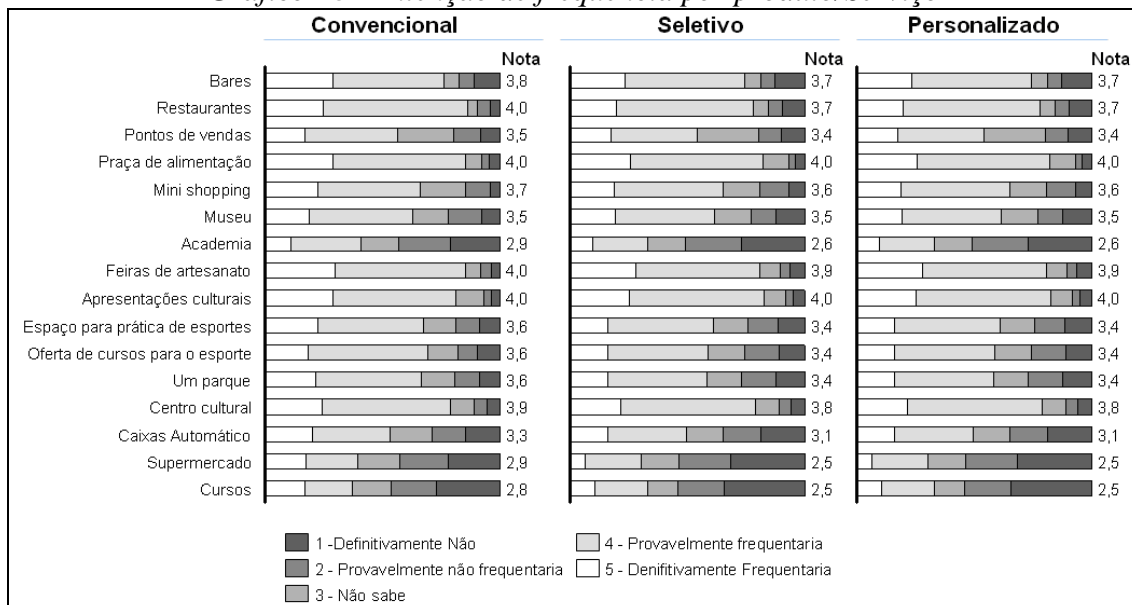 Convencional Seletivo Personalizado
Nota Nota Nota
Bares 3,8 3,7 3,7
Restaurantes 4,0 3,7 3,7
Pontos de vendas 3,5 3,4 3,4
Praça de alimentação 4,0 4,0 4,0
Mini shopping 3,7 3,6 3,6
Museu 3,5 3,5 3,5
Academia 2,9 2,6 2,6
Feiras de artesanato 4,0 3,9 3,9
Apresentações culturais 4,0 4,0 4,0
Espaço para prática de esportes 3,6 3,4 3,4
Oferta de cursos para o esporte 3,6 3,4 3,4
Um parque 3,6 3,4 3,4
Centro cultural 3,9 3,8 3,8
Caixas Automático 3,3 3,1 3,1
Supermercado 2,9 2,5 2,5
Cursos 2,8 2,5 2,5
1 -Definitivamente Não 4 - Provavelmente frequentaria
2 - Provavelmente não frequentaria 5 - Denifitivamente Frequentaria
3 - Não sabe